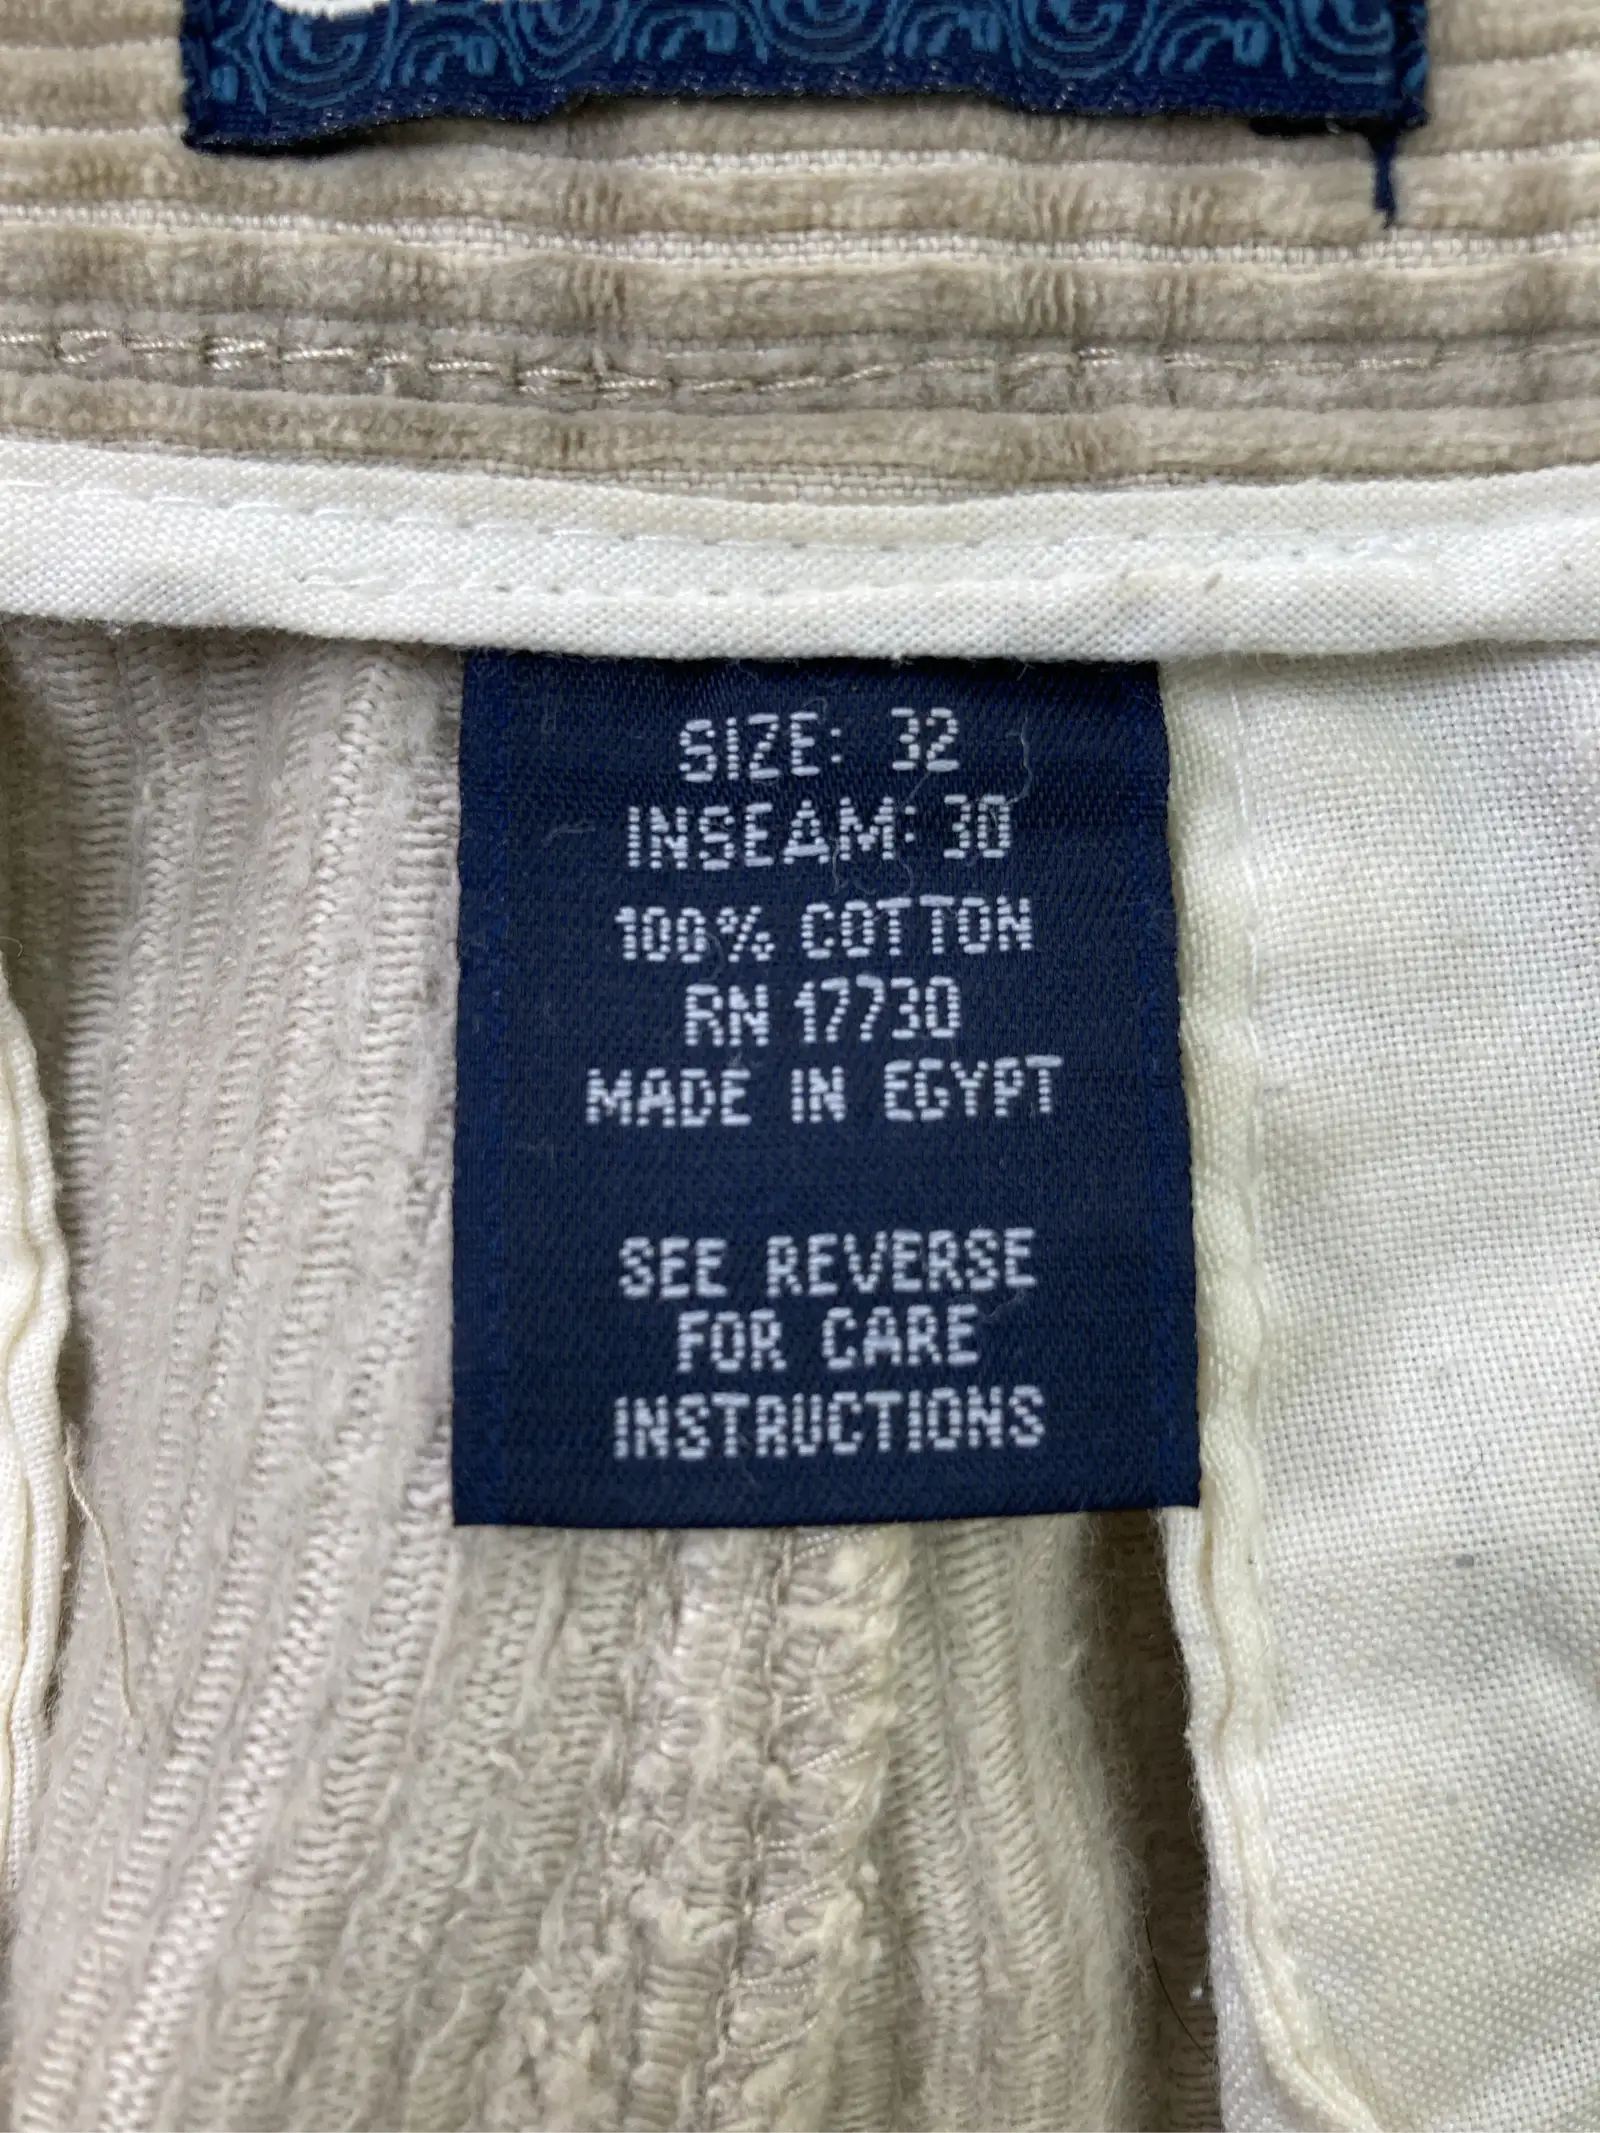 SIZE: 32
INSEAM: 30
100% COTTON
RN 17730
MADE IN EGYPT
SEE REVERSE
FOR CARE
INSTRUCTIONS